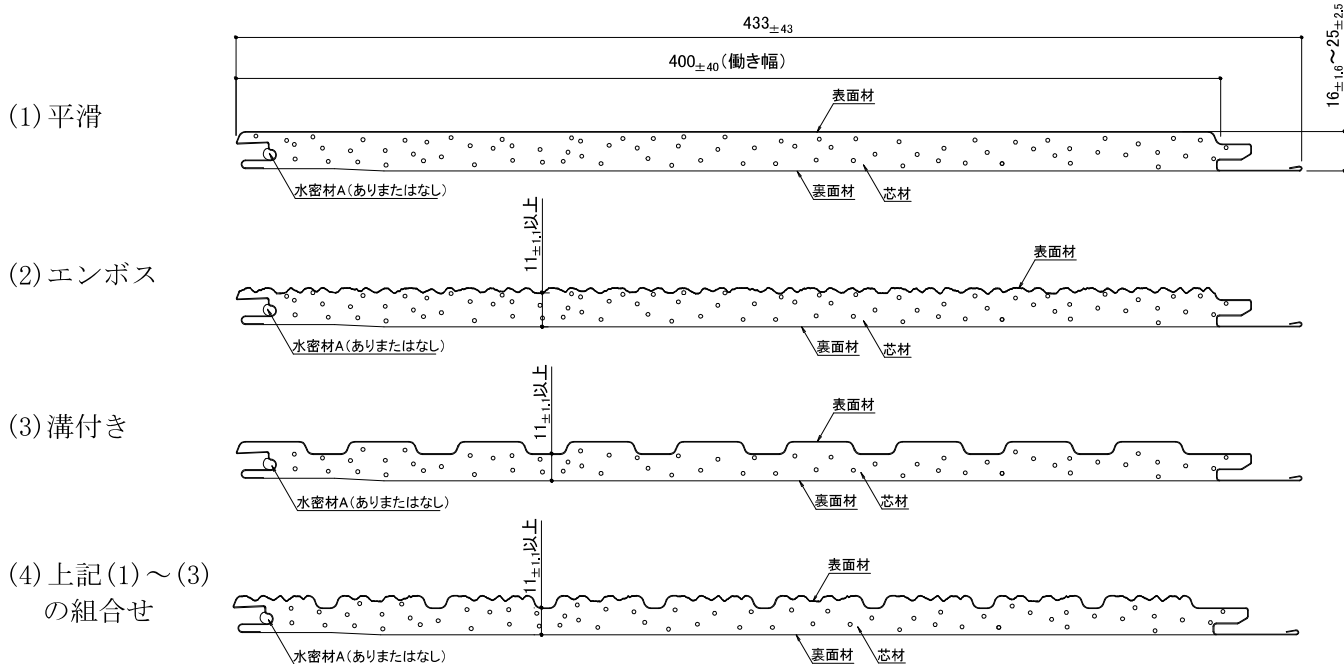 433±43
400±40(働き幅)
16±1.6～25±2.5
(1)平滑
表面材
水密材A(ありまたはなし)
裏面材
芯材
11±1.1以上
(2)エンボス
表面材
水密材A(ありまたはなし)
裏面材
芯材
11±1.1以上
(3)溝付き
表面材
水密材A(ありまたはなし)
裏面材
芯材
11±1.1以上
(4)上記(1)～(3)
の組合せ
表面材
水密材A(ありまたはなし)
裏面材
芯材